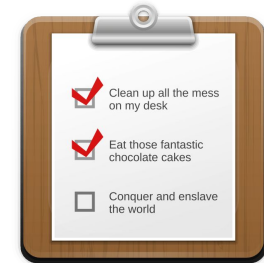 Clean up all the mess
on my desk
Eat those fantastic
chocolate cakes
Conquer and enslave
the world